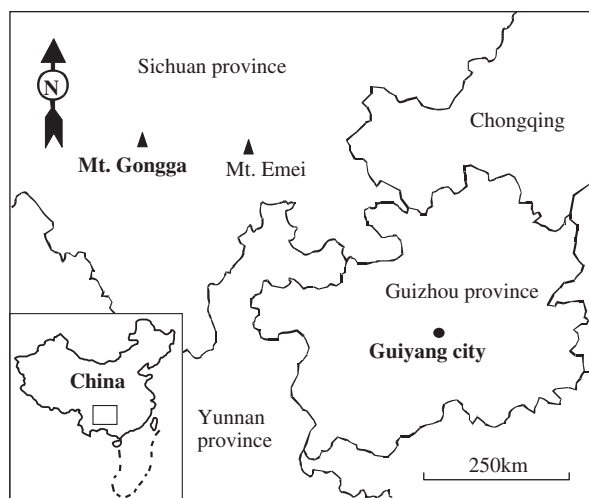 Sichuan province
N
Chongqing
Mt. Gongga
Mt. Emei
Guizhou province
Guiyang city
China
Yunnan
province
250km